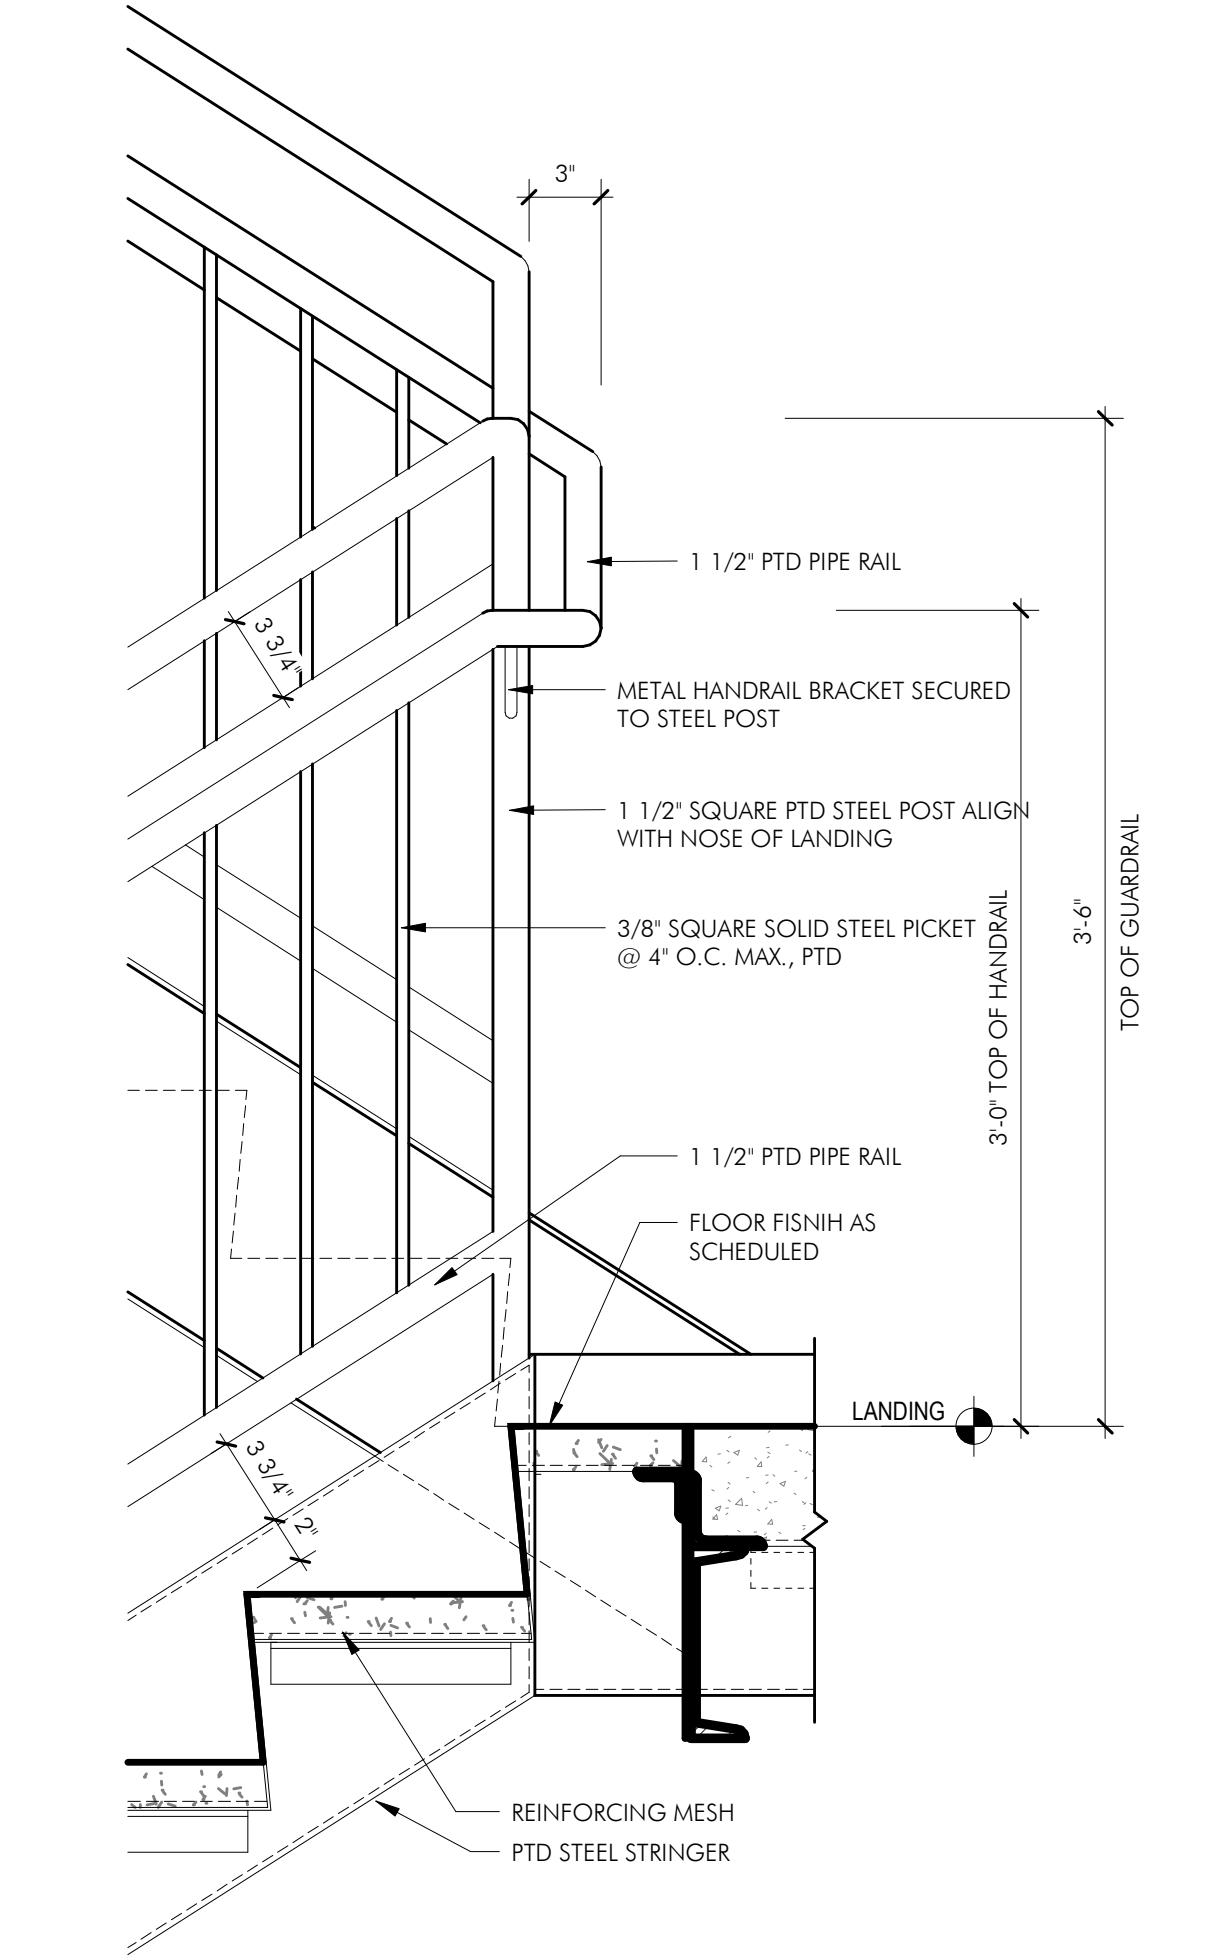 3"
1 1/2" PTD PIPE RAIL
3 3/4"
METAL HANDRAIL BRACKET SECURED
TO STEEL POST
1 1/2" SQUARE PTD STEEL POST ALIGN
WITH NOSE OF LANDING
3/8" SQUARE SOLID STEEL PICKET
@ 4" O.C. MAX., PTD
3'-0" TOP OF HANDRAIL
3'-6"
TOP OF GUARDRAIL
1 1/2" PTD PIPE RAIL
FLOOR FISNIH AS
SCHEDULED
LANDING
3 3/4"
2"
REINFORCING MESH
PTD STEEL STRINGER